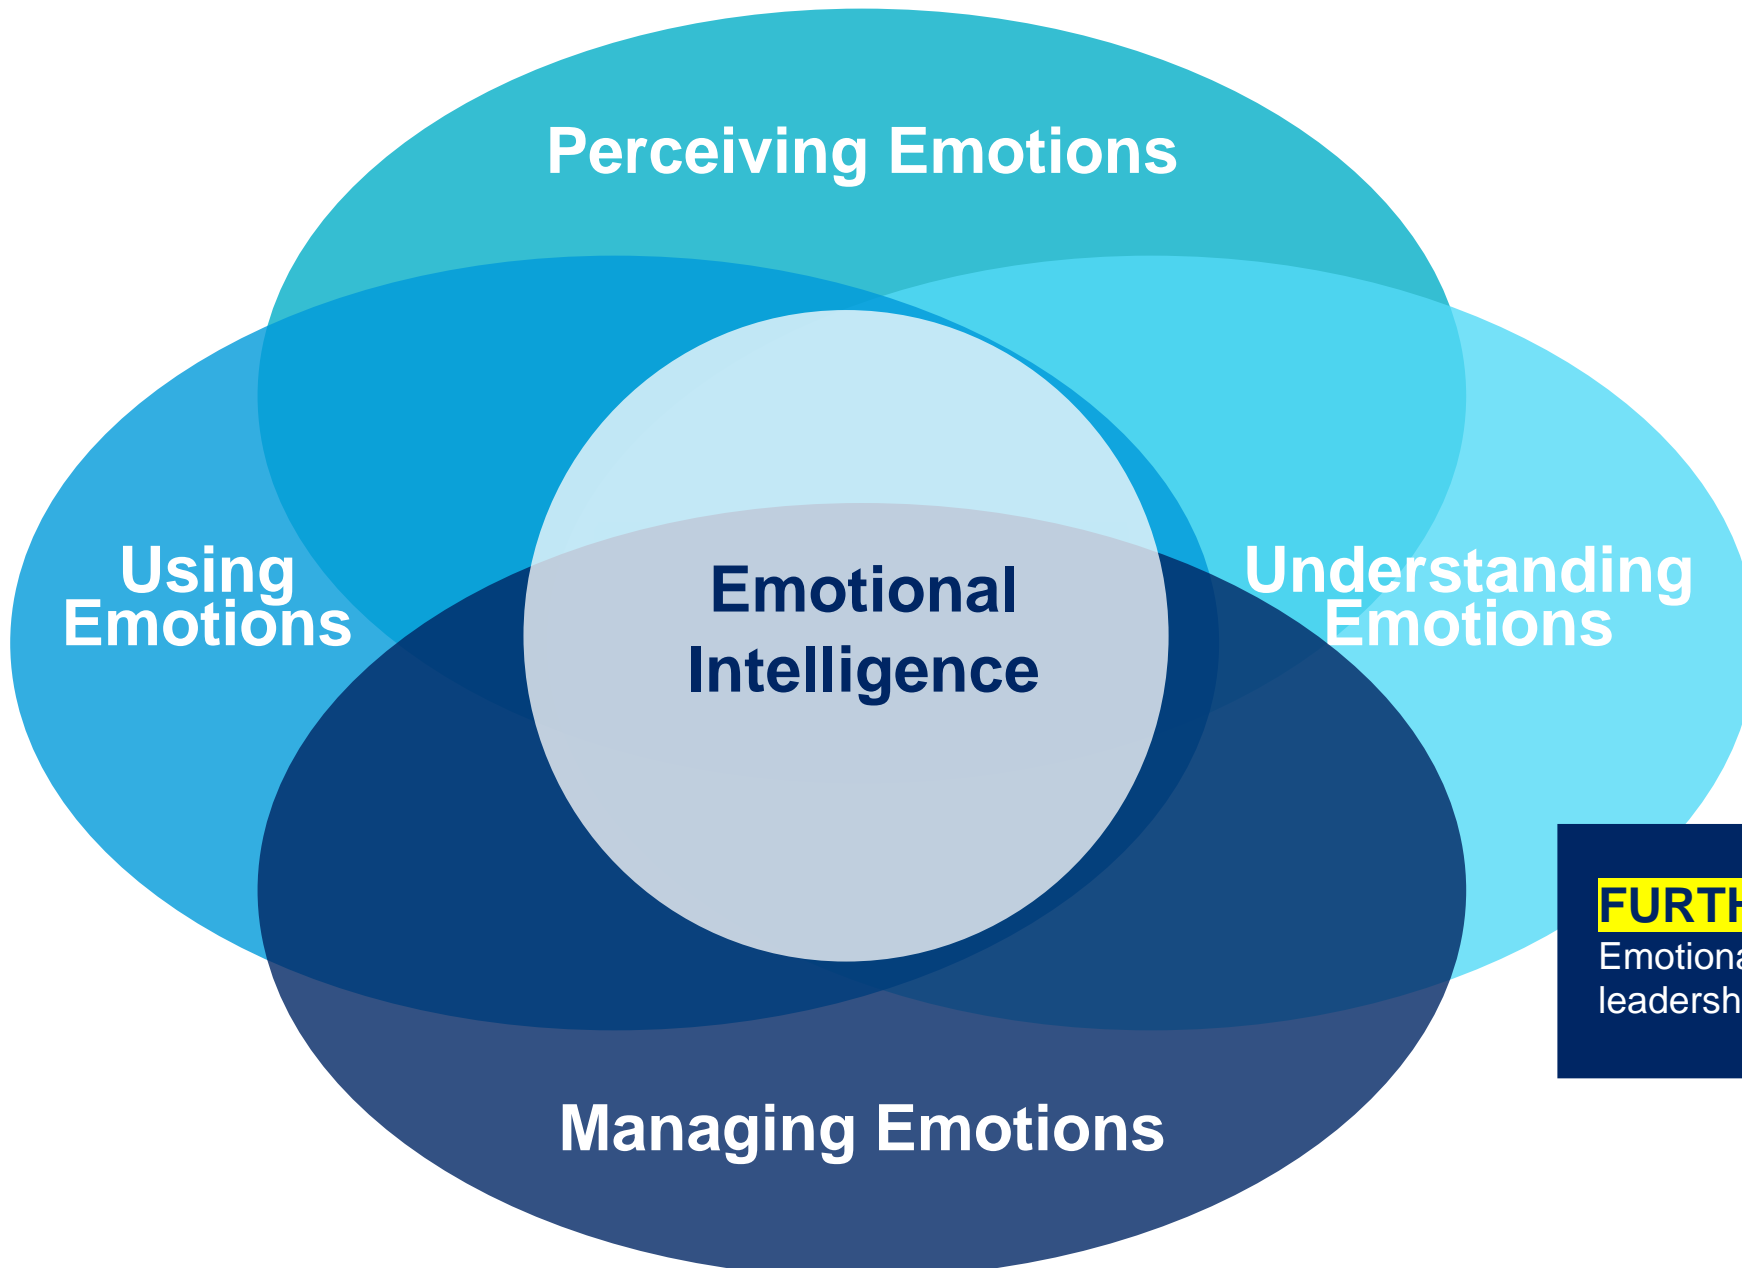 Perceiving Emotions
Using
Emotions
Emotional
Intelligence
Understanding
Emotions
Managing Emotions